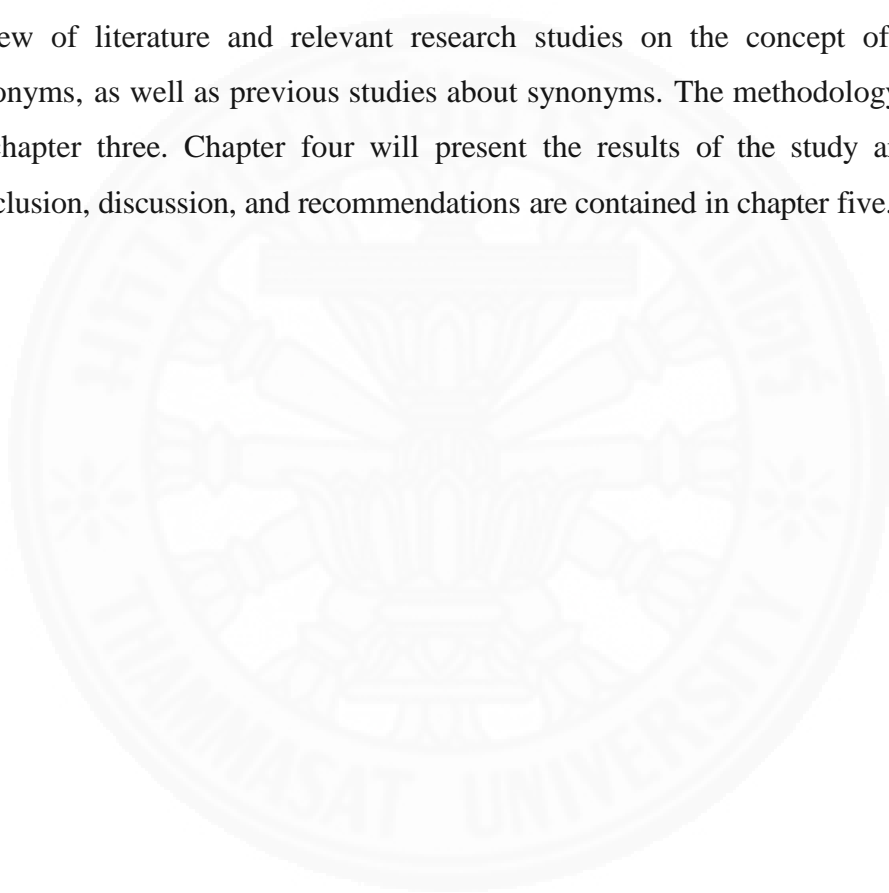 ew of literature and relevant research studies on the concept of
onyms, as well as previous studies about synonyms. The methodology
chapter three. Chapter four will present the results of the study a
clusion, discussion, and recommendations are contained in chapter five.
THAMMASAT UNIVERSITY